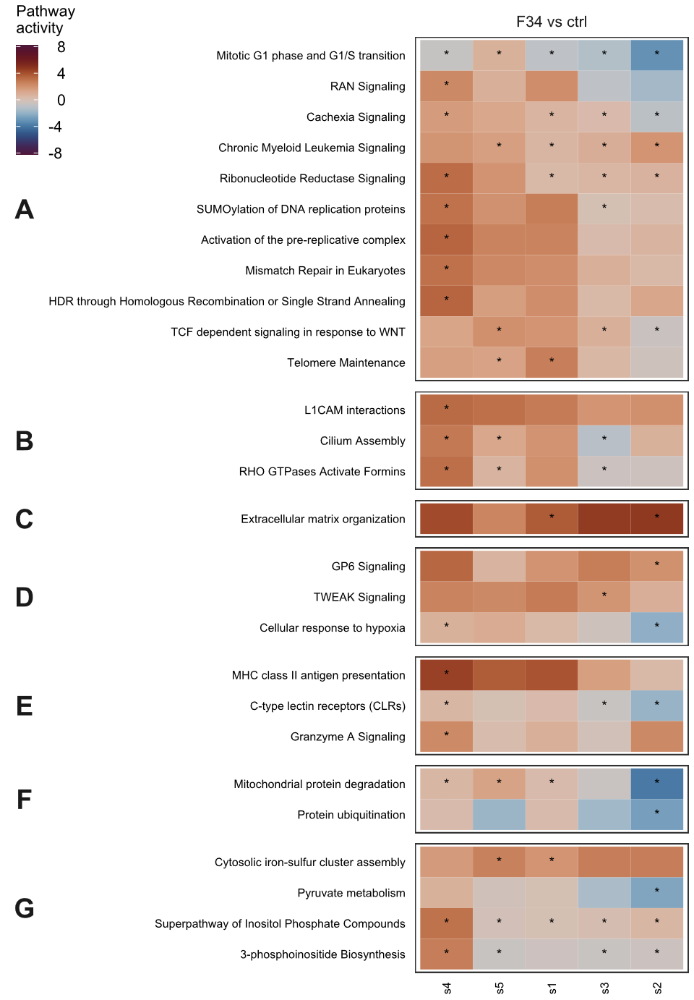 Pathway
activity
8
4
0
-4
-8
F34 vs ctrl
A
Mitotic G1 phase and G1/S transition * * * * *
RAN Signaling *
Cachexia Signaling * * * *
Chronic Myeloid Leukemia Signaling * * * *
Ribonucleotide Reductase Signaling * * * *
SUMOylation of DNA replication proteins * *
Activation of the pre-replicative complex *
Mismatch Repair in Eukaryotes *
HDR through Homologous Recombination or Single Strand Annealing *
TCF dependent signaling in response to WNT * * *
Telomere Maintenance * *
B
L1CAM interactions *
Cilium Assembly * * *
RHO GTPases Activate Formins * * *
C
Extracellular matrix organization * *
D
GP6 Signaling *
TWEAK Signaling *
Cellular response to hypoxia * *
E
MHC class II antigen presentation *
C-type lectin receptors (CLRs) * * *
Granzyme A Signaling *
F
Mitochondrial protein degradation * * * *
Protein ubiquitination *
G
Cytosolic iron-sulfur cluster assembly * *
Pyruvate metabolism *
Superpathway of Inositol Phosphate Compounds * * * * *
3-phosphoinositide Biosynthesis * * * *
s4 s5 s1 s3 s2